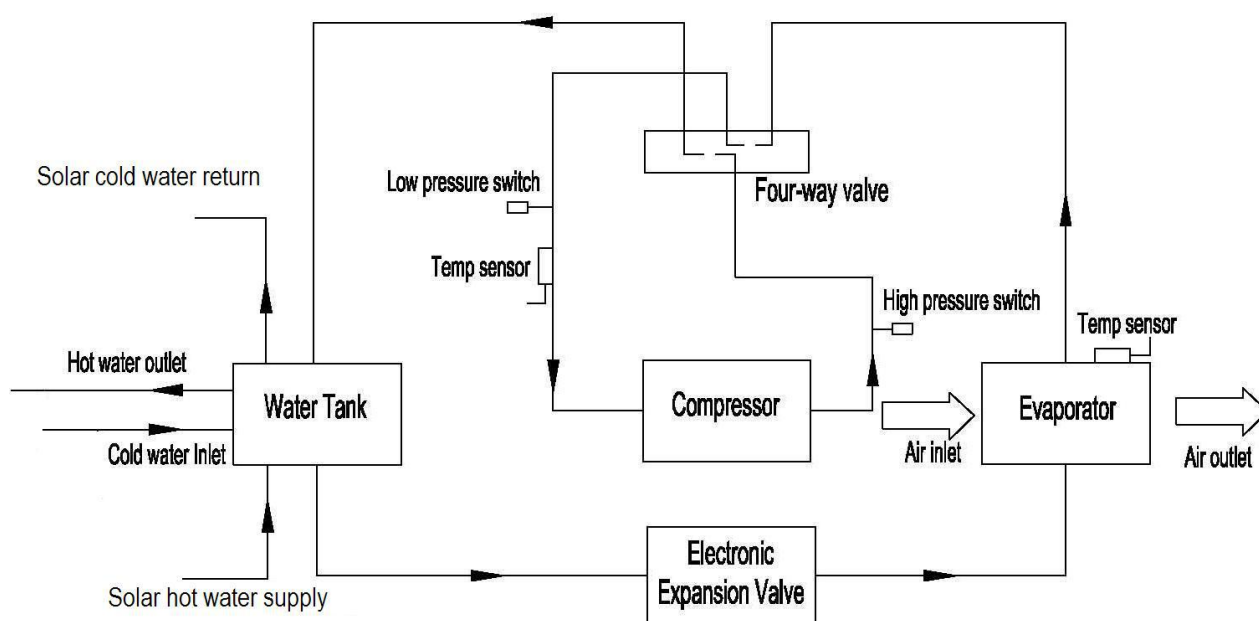 Solar cold water return
Low pressure switch
Four-way valve
Temp sensor
High pressure switch
Temp sensor
Hot water outlet
Water Tank
Compressor
Evaporator
Cold water Inlet
Air inlet
Air outlet
Electronic
Expansion Valve
Solar hot water supply